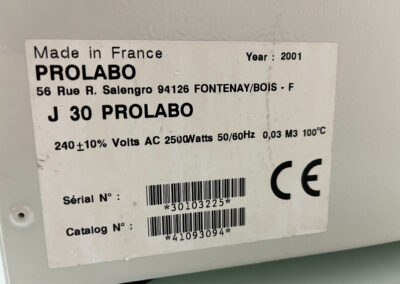 Made in France Year : 2001
PROLABO
56 Rue R. Salengro 94126 FONTENAY/BOIS - F
J 30 PROLABO
240±10% Volts AC 2500Watts 50/60Hz 0,03 M3 100°C
Sérial N° :
*30103225*
CE
Catalog N° :
*41093094*